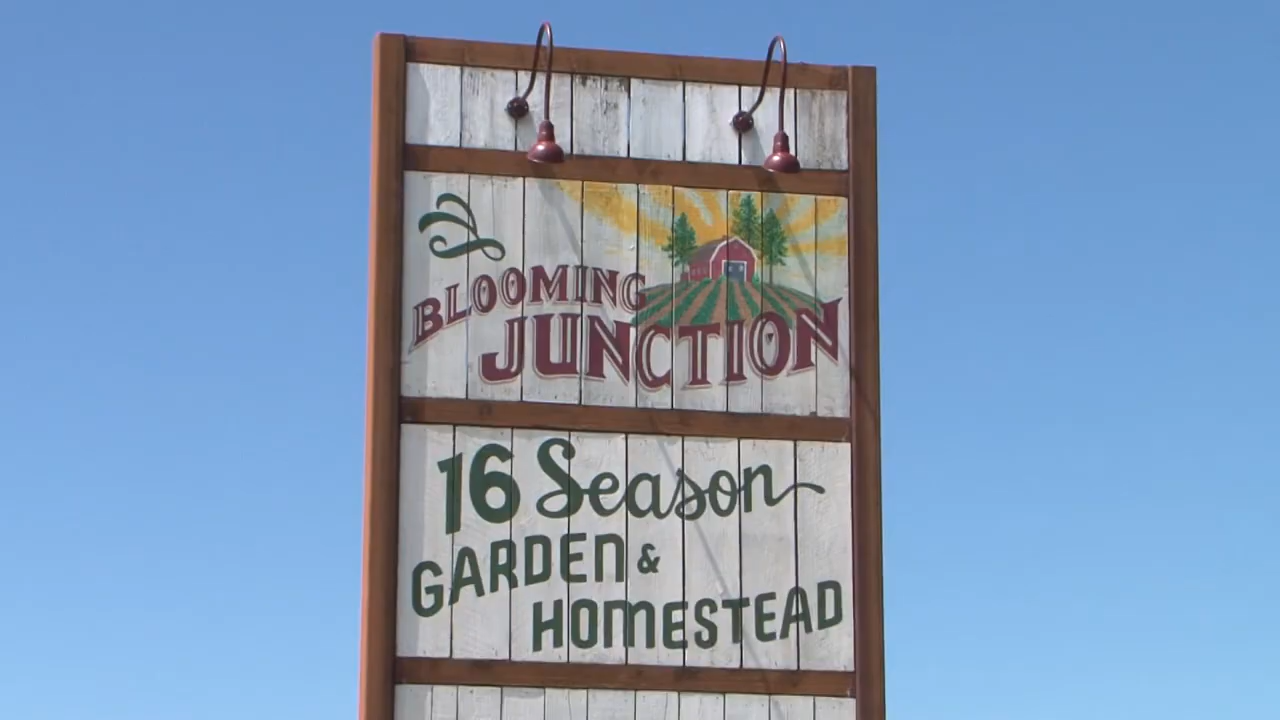 BLOOMING
JUNCTION
16 Season
GARDEN &
HOMESTEAD